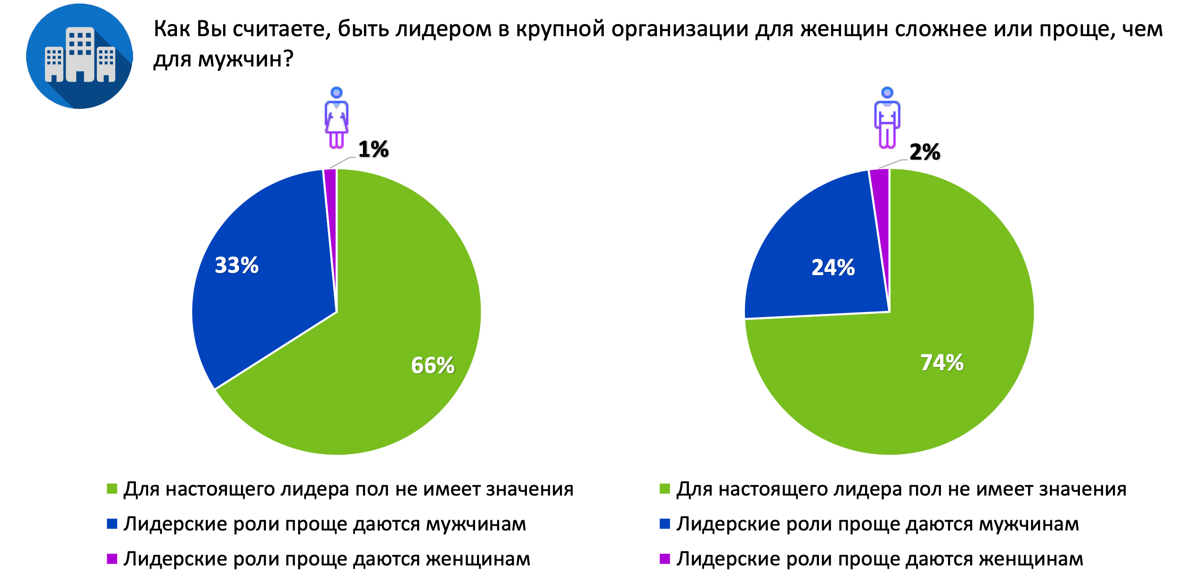 Как Вы считаете, быть лидером в крупной организации для женщин сложнее или проще, чем
для мужчин?
1%
33%
66%
Для настоящего лидера пол не имеет значения
Лидерские роли проще даются мужчинам
Лидерские роли проще даются женщинам
2%
24%
74%
Для настоящего лидера пол не имеет значения
Лидерские роли проще даются мужчинам
Лидерские роли проще даются женщинам